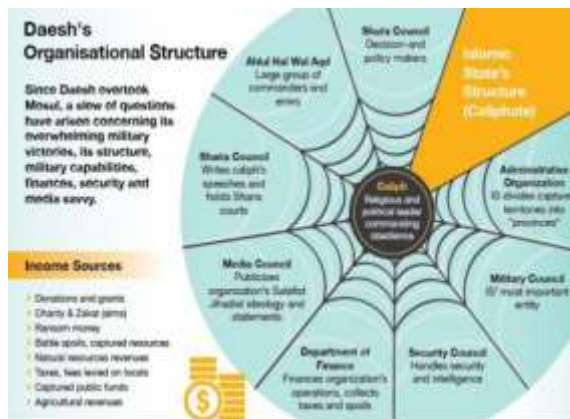 Daesh's
Organisational Structure
Since Daesh overtook
Mosul, a slew of questions
have arisen concerning its
overwhelming military
victories, its structure,
military capabilities,
finances, security and
media savvy.
Income Sources
Donations and grants
Charity & Zakat (alms)
Ransom money
Battle spoils, captured resources
Natural resources revenues
Taxes, fees levied on locals
Captured public funds
Agricultural revenues
Shura Council
Decision-and
policy makers
Islamic
State's
Structure
(Caliphate)
Ahlul Hal Wal Aqd
Large group of
commanders and
emirs
Sharia Council
Writes caliph's
speeches and
holds Sharia
courts
Caliph
Religious and
political leader
commanding
obedience
Administrative
Organization
IS divides capture
territories into
"provinces"
Media Council
Publicizes
organization's Salafist
Jihadist ideology and
statements
Military Council
IS' most important
entity
Department of
Finance
Finances organization's
operations, collects
taxes and spoils
Security Council
Handles security
and intelligence
$